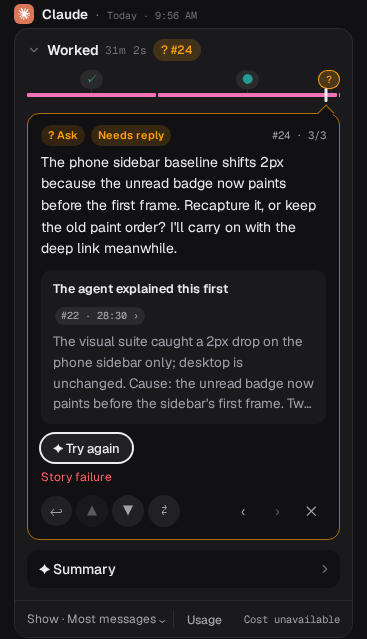 Claude · Today · 9:56 AM
Worked 31m 2s ? #24
?
? Ask Needs reply #24 · 3/3
The phone sidebar baseline shifts 2px
because the unread badge now paints
before the first frame. Recapture it, or keep
the old paint order? I'll carry on with the
deep link meanwhile.
The agent explained this first
#22 · 28:30 ›
The visual suite caught a 2px drop on the
phone sidebar only; desktop is
unchanged. Cause: the unread badge now
paints before the sidebar's first frame. Tw…
Try again
Story failure
Summary
Show · Most messages Usage Cost unavailable